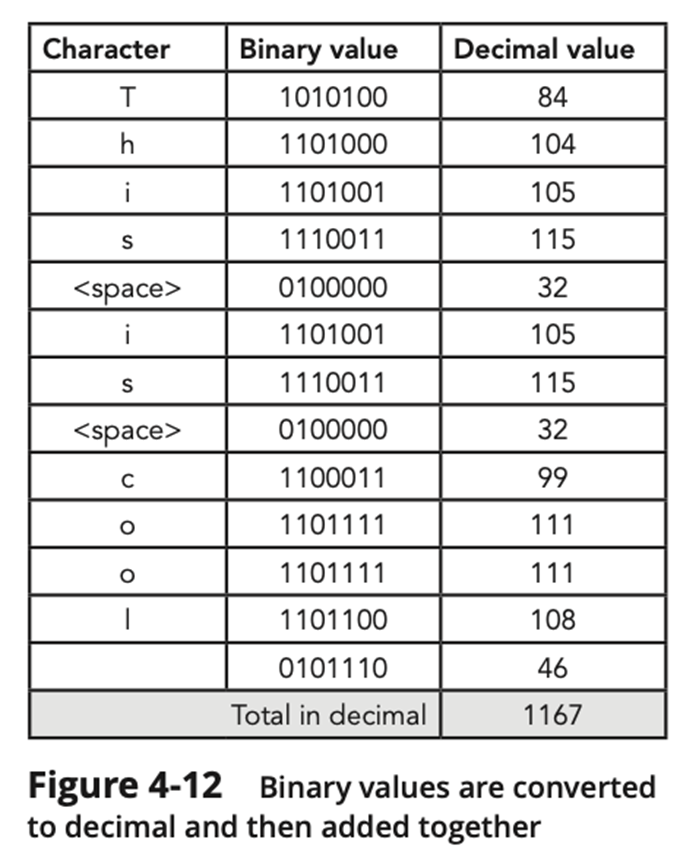 Character Binary value Decimal value
T 1010100 84
h 1101000 104
i 1101001 105
s 1110011 115
<space> 0100000 32
i 1101001 105
s 1110011 115
<space> 0100000 32
c 1100011 99
o 1101111 111
o 1101111 111
l 1101100 108
0101110 46
Total in decimal 1167
Figure 4-12 Binary values are converted
to decimal and then added together